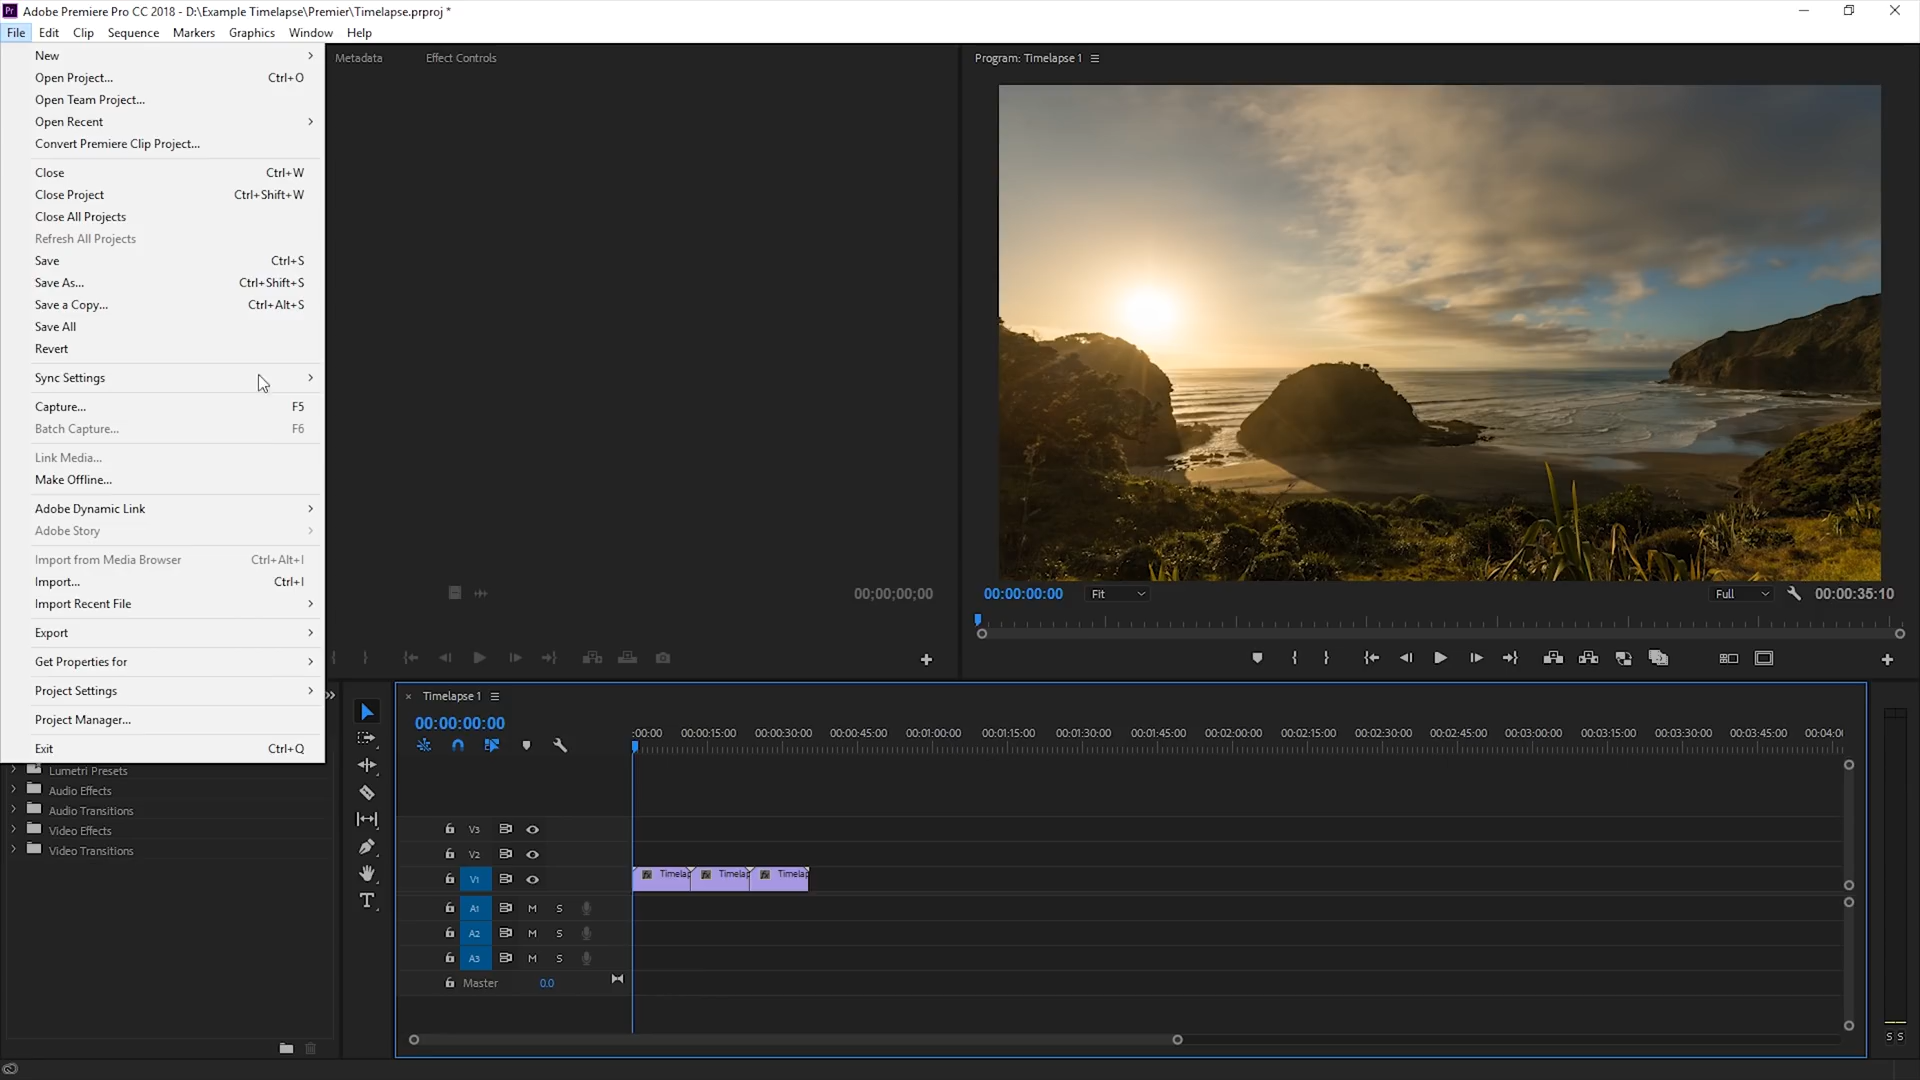 Pr Adobe Premiere Pro CC 2018 - D:\Example Timelapse\Premier\Timelapse.prproj *
File Edit Clip Sequence Markers Graphics Window Help
New
Open Project... Ctrl+O
Open Team Project...
Open Recent
Convert Premiere Clip Project...
Close Ctrl+W
Close Project Ctrl+Shift+W
Close All Projects
Refresh All Projects
Save Ctrl+S
Save As... Ctrl+Shift+S
Save a Copy... Ctrl+Alt+S
Save All
Revert
Sync Settings
Capture... F5
Batch Capture... F6
Link Media...
Make Offline...
Adobe Dynamic Link
Adobe Story
Import from Media Browser Ctrl+Alt+I
Import... Ctrl+I
Import Recent File
Export
Get Properties for
Project Settings
Project Manager...
Exit Ctrl+Q
Lumetri Presets
Audio Effects
Audio Transitions
Video Effects
Video Transitions
Metadata Effect Controls
00;00;00;00
Program: Timelapse 1
00:00:00:00 Fit Full 00:00:35:10
Timelapse 1
00:00:00:00
:00:00 00:00:15:00 00:00:30:00 00:00:45:00 00:01:00:00 00:01:15:00 00:01:30:00 00:01:45:00 00:02:00:00 00:02:15:00 00:02:30:00 00:02:45:00 00:03:00:00 00:03:15:00 00:03:30:00 00:03:45:00 00:04:0
V3
V2
V1 fx Timelap fx Timelap fx Timelap
A1 M S
A2 M S
A3 M S
Master 0.0
S S